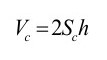 V_c = 2S_c h